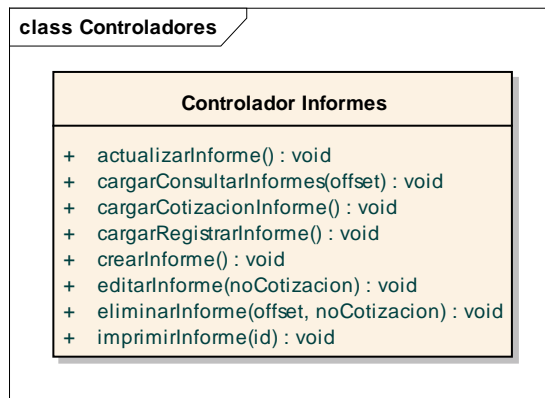 class Controladores
Controlador Informes
+ actualizarInforme() : void
+ cargarConsultarInformes(offset) : void
+ cargarCotizacionInforme() : void
+ cargarRegistrarInforme() : void
+ crearInforme() : void
+ editarInforme(noCotizacion) : void
+ eliminarInforme(offset, noCotizacion) : void
+ imprimirInforme(id) : void